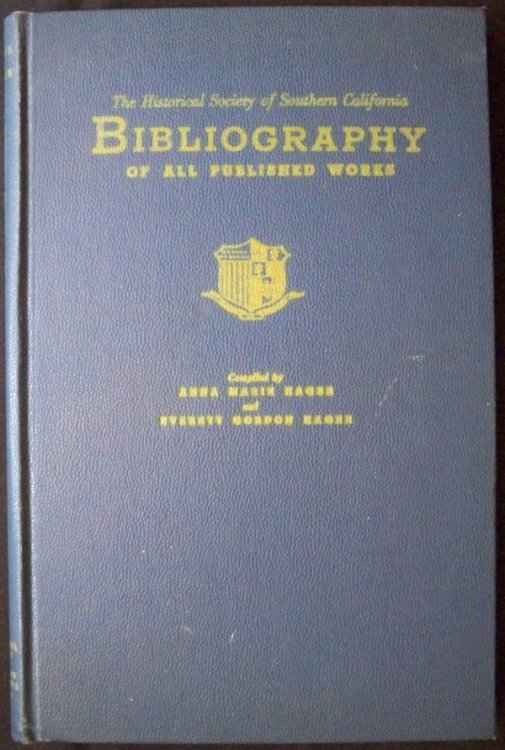 The Historical Society of Southern California
BIBLIOGRAPHY
OF ALL PUBLISHED WORKS
Compiled by
ANNA MARIE HAGER
and
EVERETT GORDON HAGER